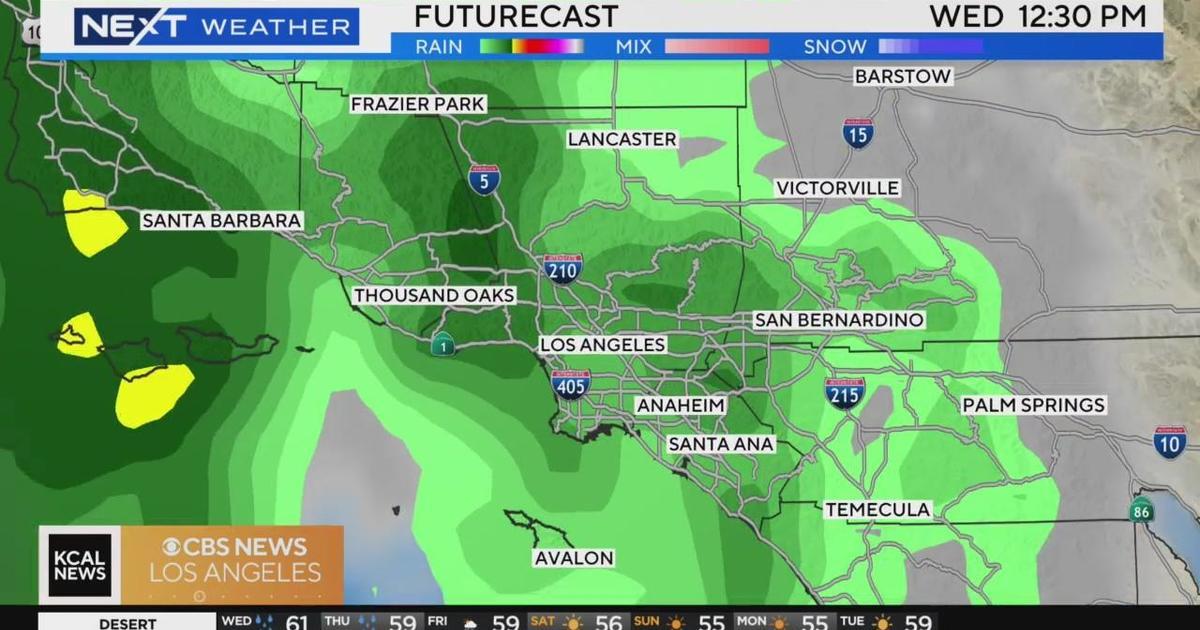 NEXT WEATHER
FUTURECAST
WED 12:30 PM
RAIN
MIX
SNOW
10
BARSTOW
FRAZIER PARK
LANCASTER
15
5
VICTORVILLE
SANTA BARBARA
210
THOUSAND OAKS
SAN BERNARDINO
1
LOS ANGELES
405
215
ANAHEIM
PALM SPRINGS
SANTA ANA
10
TEMECULA
86
AVALON
KCAL NEWS
CBS NEWS
LOS ANGELES
DESERT
WED 61 THU 59 FRI 59 SAT 56 SUN 55 MON 55 TUE 59